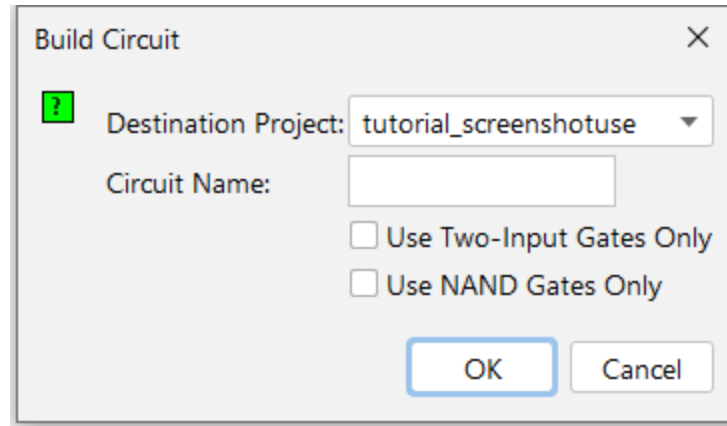 Build Circuit
?
Destination Project: tutorial_screenshotuse
Circuit Name:
Use Two-Input Gates Only
Use NAND Gates Only
OK Cancel